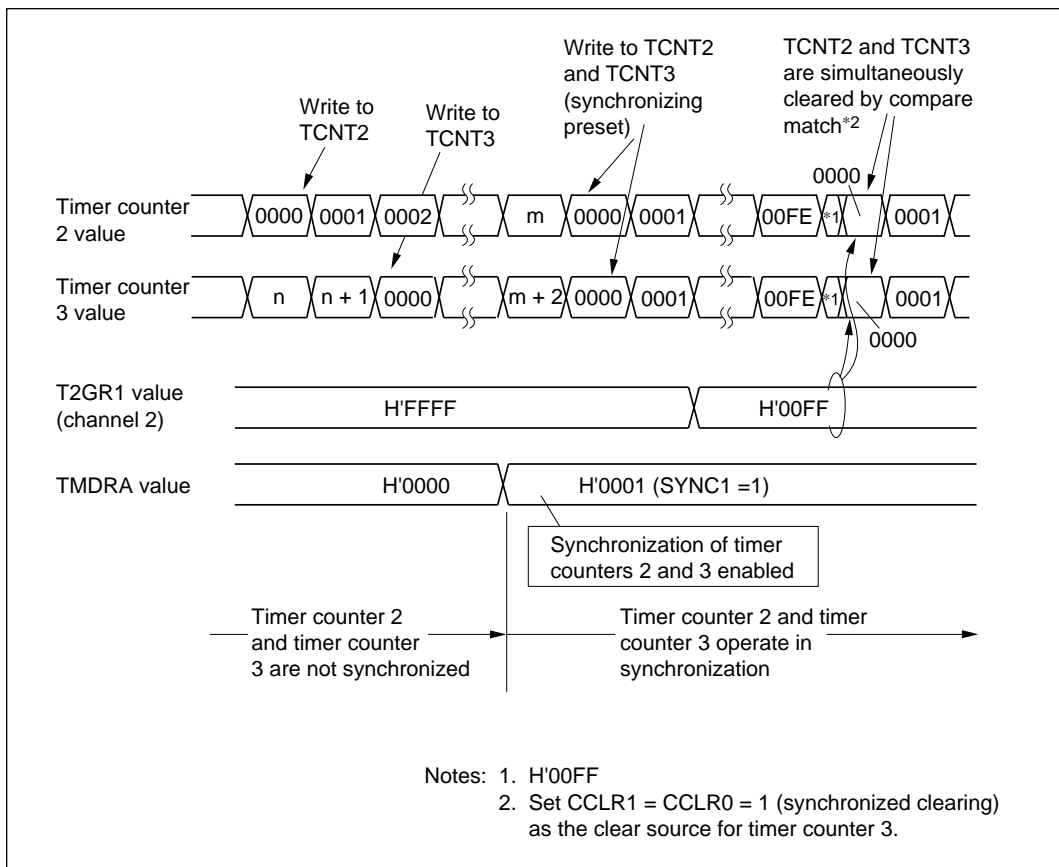 Write to TCNT2
and TCNT3
(synchronizing
preset)
TCNT2 and TCNT3
are simultaneously
cleared by compare
match*2
Write to
TCNT2
Write to
TCNT3
0000
Timer counter
2 value
0000 0001 0002 m 0000 0001 00FE *1 0001
Timer counter
3 value
n n + 1 0000 m + 2 0000 0001 00FE *1 0001
0000
T2GR1 value
(channel 2)
H'FFFF H'00FF
TMDRA value
H'0000 H'0001 (SYNC1 =1)
Synchronization of timer
counters 2 and 3 enabled
Timer counter 2
and timer counter
3 are not synchronized
Timer counter 2 and timer
counter 3 operate in
synchronization
Notes: 1. H'00FF
2. Set CCLR1 = CCLR0 = 1 (synchronized clearing)
as the clear source for timer counter 3.